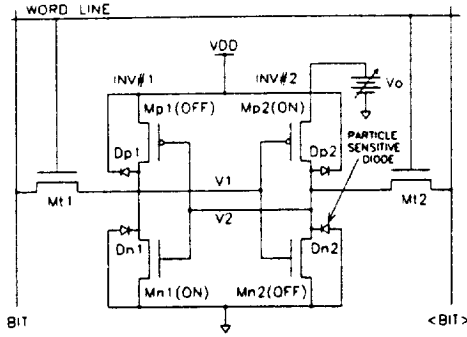 WORD LINE
VDD
INV#1
INV#2
Mp1(OFF)
Mp2(ON)
Vo
PARTICLE
SENSITIVE
DIODE
Dp1
Dp2
V1
Mt1
V2
Mt2
Dn1
Dn2
Mn1(ON)
Mn2(OFF)
BIT
<BIT>